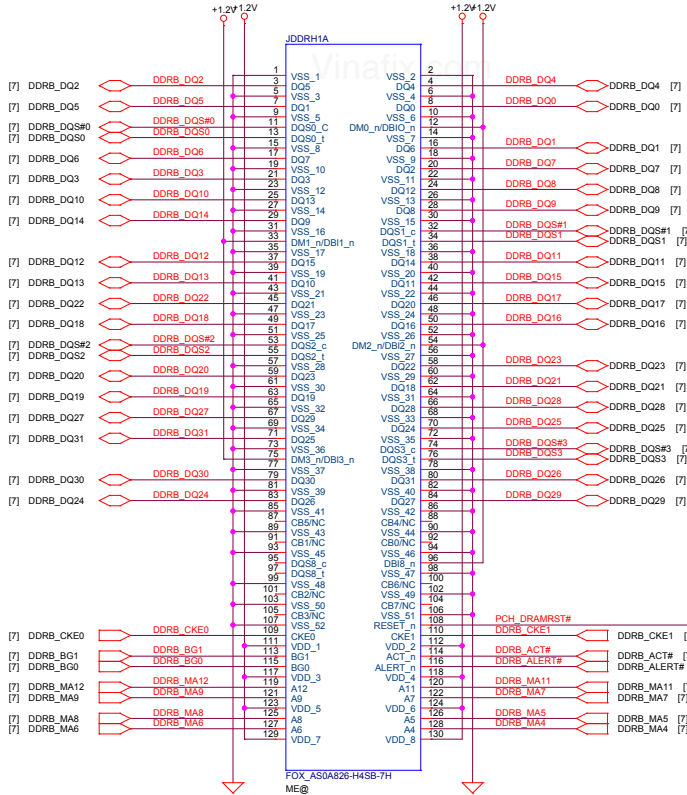 +1.2V +1.2V +1.2V +1.2V
JDDRH1A
Vinafix.com
1 VSS_1 VSS_2 2
[7] DDRB_DQ2 DDRB_DQ2 3 DQ5 DQ4 4 DDRB_DQ4 DDRB_DQ4 [7]
5 VSS_3 VSS_4 6
[7] DDRB_DQ5 DDRB_DQ5 7 DQ1 DQ0 8 DDRB_DQ0 DDRB_DQ0 [7]
9 VSS_5 VSS_6 10
[7] DDRB_DQS#0 DDRB_DQS#0 11 DQS0_C DM0_n/DBIO_n 12
[7] DDRB_DQS0 DDRB_DQS0 13 DQS0_t VSS_7 14
15 VSS_8 DQ6 16 DDRB_DQ1 DDRB_DQ1 [7]
[7] DDRB_DQ6 DDRB_DQ6 17 DQ7 VSS_9 18
19 VSS_10 DQ2 20 DDRB_DQ7 DDRB_DQ7 [7]
[7] DDRB_DQ3 DDRB_DQ3 21 DQ3 VSS_11 22
23 VSS_12 DQ12 24 DDRB_DQ8 DDRB_DQ8 [7]
[7] DDRB_DQ10 DDRB_DQ10 25 DQ13 VSS_13 26
27 VSS_14 DQ8 28 DDRB_DQ9 DDRB_DQ9 [7]
[7] DDRB_DQ14 DDRB_DQ14 29 DQ9 VSS_15 30
31 VSS_16 DQS1_c 32 DDRB_DQS#1 DDRB_DQS#1 [7
33 DM1_n/DBI1_n DQS1_t 34 DDRB_DQS1 DDRB_DQS1 [7]
35 VSS_17 VSS_18 36
[7] DDRB_DQ12 DDRB_DQ12 37 DQ15 DQ14 38 DDRB_DQ11 DDRB_DQ11 [7]
39 VSS_19 VSS_20 40
[7] DDRB_DQ13 DDRB_DQ13 41 DQ10 DQ11 42 DDRB_DQ15 DDRB_DQ15 [7]
43 VSS_21 VSS_22 44
[7] DDRB_DQ22 DDRB_DQ22 45 DQ21 DQ20 46 DDRB_DQ17 DDRB_DQ17 [7]
47 VSS_23 VSS_24 48
[7] DDRB_DQ18 DDRB_DQ18 49 DQ17 DQ16 50 DDRB_DQ16 DDRB_DQ16 [7]
51 VSS_25 VSS_26 52
[7] DDRB_DQS#2 DDRB_DQS#2 53 DQS2_c DM2_n/DBI2_n 54
[7] DDRB_DQS2 DDRB_DQS2 55 DQS2_t VSS_27 56
57 VSS_28 DQ22 58 DDRB_DQ23 DDRB_DQ23 [7]
[7] DDRB_DQ20 DDRB_DQ20 59 DQ23 VSS_29 60
61 VSS_30 DQ18 62 DDRB_DQ21 DDRB_DQ21 [7]
[7] DDRB_DQ19 DDRB_DQ19 63 DQ19 VSS_31 64
65 VSS_32 DQ28 66 DDRB_DQ28 DDRB_DQ28 [7]
[7] DDRB_DQ27 DDRB_DQ27 67 DQ29 VSS_33 68
69 VSS_34 DQ24 70 DDRB_DQ25 DDRB_DQ25 [7]
[7] DDRB_DQ31 DDRB_DQ31 71 DQ25 VSS_35 72
73 VSS_36 DQS3_c 74 DDRB_DQS#3 DDRB_DQS#3 [7
75 DM3_n/DBI3_n DQS3_t 76 DDRB_DQS3 DDRB_DQS3 [7]
77 VSS_37 VSS_38 78
[7] DDRB_DQ30 DDRB_DQ30 79 DQ30 DQ31 80 DDRB_DQ26 DDRB_DQ26 [7]
81 VSS_39 VSS_40 82
[7] DDRB_DQ24 DDRB_DQ24 83 DQ26 DQ27 84 DDRB_DQ29 DDRB_DQ29 [7]
85 VSS_41 VSS_42 86
87 CB5/NC CB4/NC 88
89 VSS_43 VSS_44 90
91 CB1/NC CB0/NC 92
93 VSS_45 VSS_46 94
95 DQS8_c DBI8_n 96
97 DQS8_t VSS_47 98
99 VSS_48 CB6/NC 100
101 CB2/NC VSS_49 102
103 VSS_50 CB7/NC 104
105 CB3/NC VSS_51 106
107 VSS_52 RESET_n 108 PCH_DRAMRST#
[7] DDRB_CKE0 DDRB_CKE0 109 CKE0 CKE1 110 DDRB_CKE1 DDRB_CKE1 [7
111 VDD_1 VDD_2 112
[7] DDRB_BG1 DDRB_BG1 113 BG1 ACT_n 114 DDRB_ACT# DDRB_ACT# [7
[7] DDRB_BG0 DDRB_BG0 115 BG0 ALERT_n 116 DDRB_ALERT# DDRB_ALERT#
117 VDD_3 VDD_4 118
[7] DDRB_MA12 DDRB_MA12 119 A12 A11 120 DDRB_MA11 DDRB_MA11 [7
[7] DDRB_MA9 DDRB_MA9 121 A9 A7 122 DDRB_MA7 DDRB_MA7 [7]
123 VDD_5 VDD_6 124
[7] DDRB_MA8 DDRB_MA8 125 A8 A5 126 DDRB_MA5 DDRB_MA5 [7]
[7] DDRB_MA6 DDRB_MA6 127 A6 A4 128 DDRB_MA4 DDRB_MA4 [7]
129 VDD_7 VDD_8 130
FOX_AS0A826-H4SB-7H
ME@